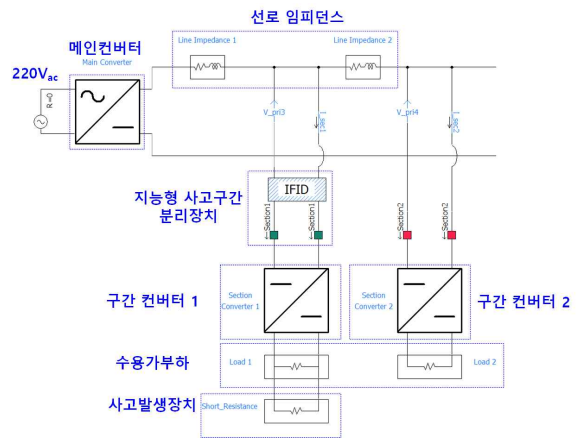 선로 임피던스
Line Impedance 1
Line Impedance 2
메인컨버터
Main Converter
220Vac
R=0
V_pri3
I_sec1
V_pri4
I_sec2
지능형 사고구간
분리장치
IFID
←Section1
←Section1
←Section2
←Section2
구간 컨버터 1
Section
Converter 1
Section
Converter 2
구간 컨버터 2
수용가부하
Load 1
Load 2
사고발생장치
Short_Resistance